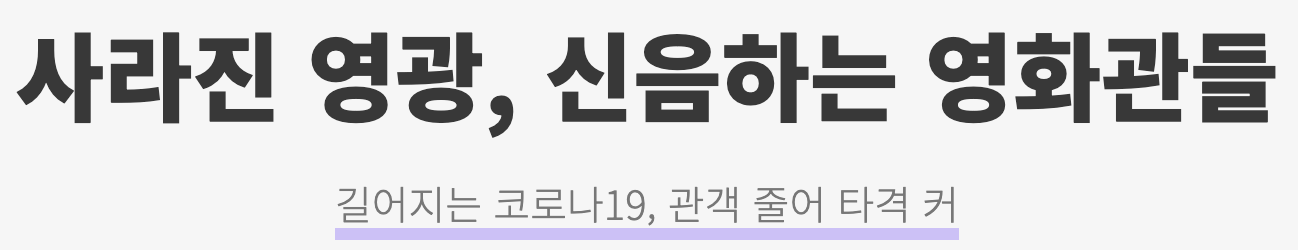 사라진 영광, 신음하는 영화관들
길어지는 코로나19, 관객 줄어 타격 커